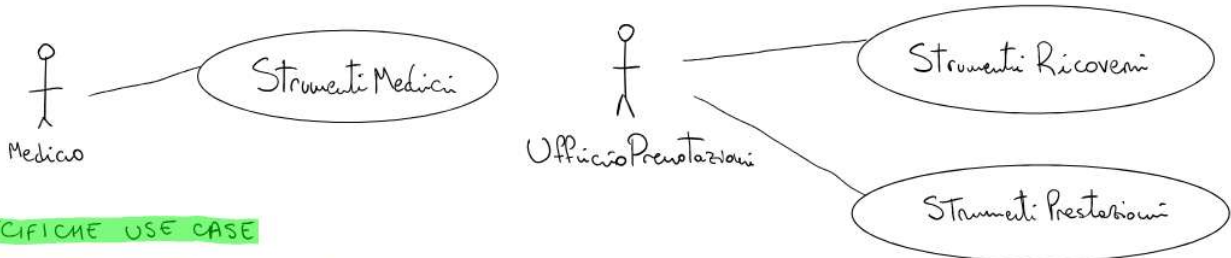 Strumenti Medici
Medico
Strumenti Ricoveri
UfficioPrenotazioni
Strumenti Prestazioni
CIFICHE USE CASE